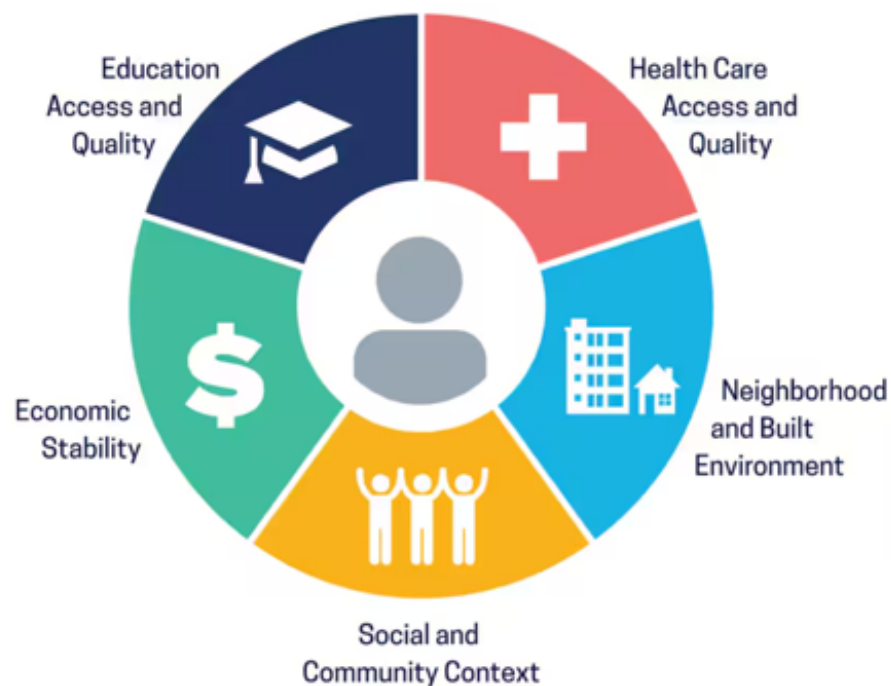 Education
Access and
Quality
Health Care
Access and
Quality
Economic
Stability
Neighborhood
and Built
Environment
Social and
Community Context